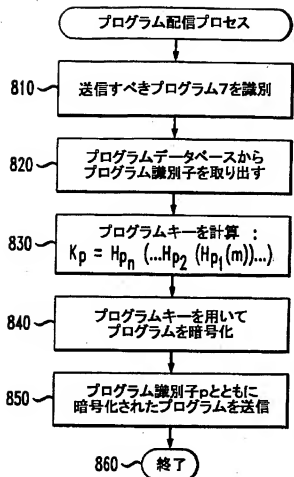 プログラム配信プロセス
810
送信すべきプログラム7を識別
820
プログラムデータベースから
プログラム識別子を取り出す
830
プログラムキーを計算 :
Kp = Hpn (...Hp2 (Hp1(m))...)
840
プログラムキーを用いて
プログラムを暗号化
850
プログラム識別子pとともに
暗号化されたプログラムを送信
860
終了